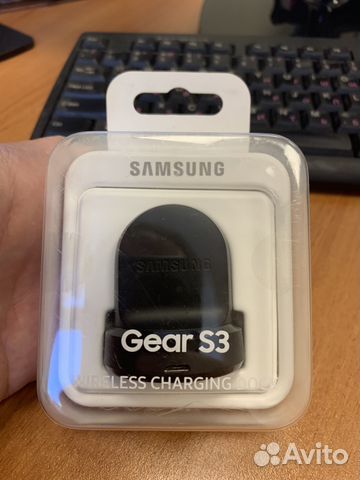 SAMSUNG
SAMSUNG
Gear S3
WIRELESS CHARGING DOCK
Avito